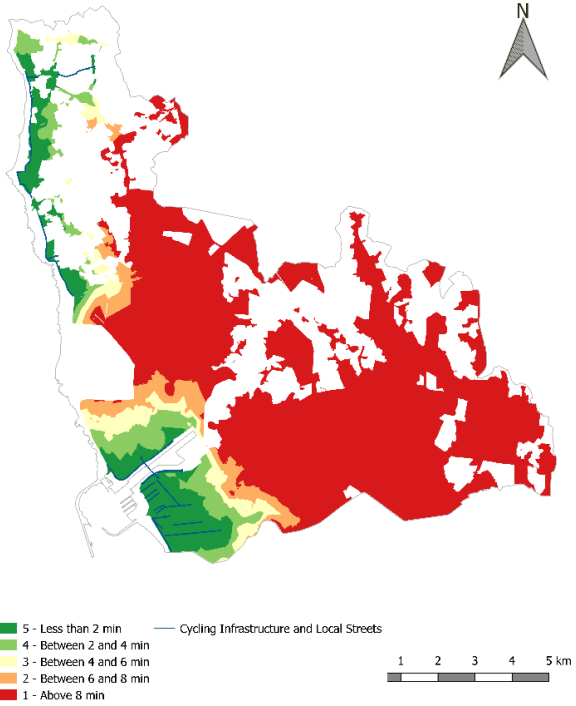 N
5 - Less than 2 min
Cycling Infrastructure and Local Streets
4 - Between 2 and 4 min
3 - Between 4 and 6 min
2 - Between 6 and 8 min
1 - Above 8 min
1 2 3 4 5 km